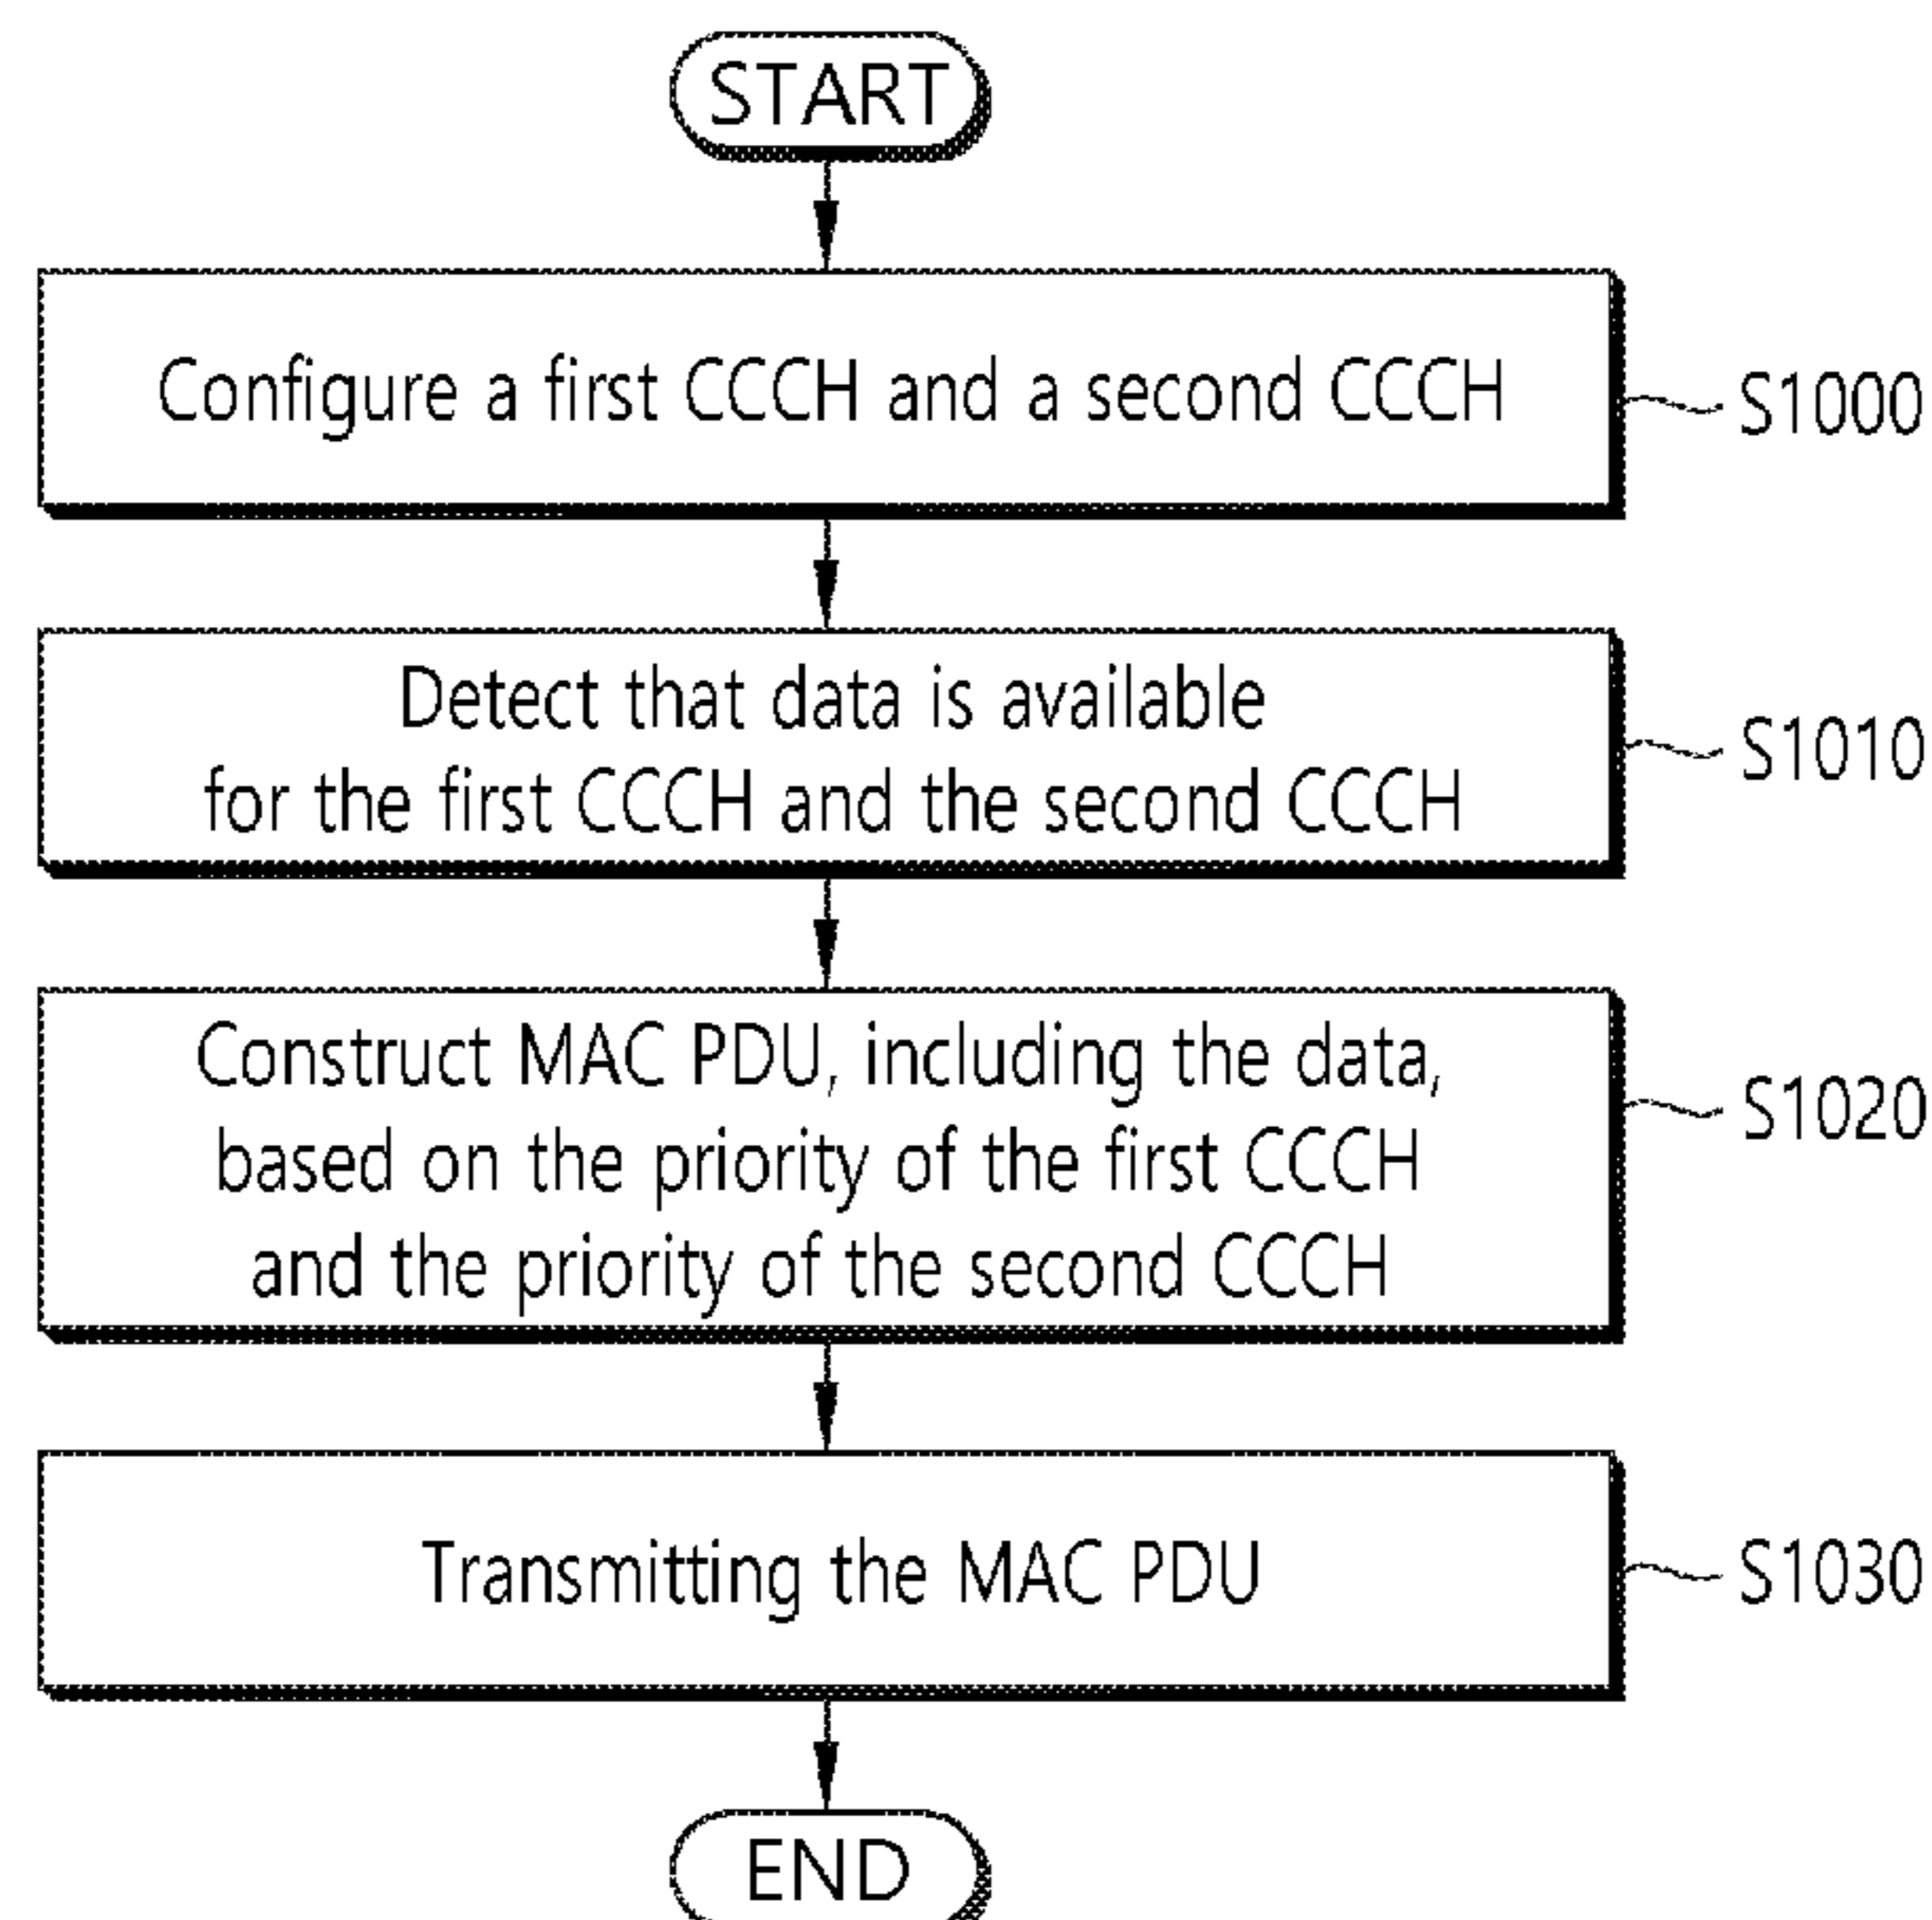 START
Configure a first CCCH and a second CCCH
S1000
Detect that data is available
for the first CCCH and the second CCCH
S1010
Construct MAC PDU, including the data,
based on the priority of the first CCCH
and the priority of the second CCCH
S1020
Transmitting the MAC PDU
S1030
END